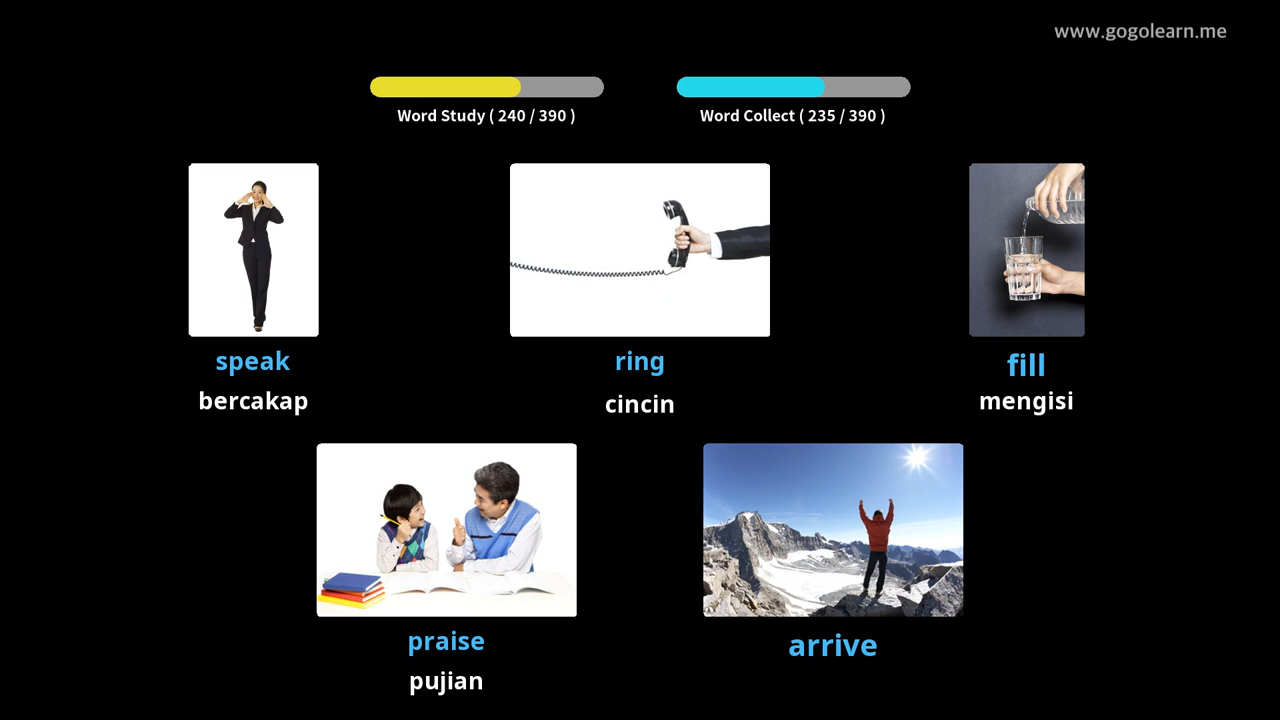 www.gogolearn.me
Word Study ( 240 / 390 )
Word Collect ( 235 / 390 )
speak
bercakap
ring
cincin
fill
mengisi
praise
pujian
arrive